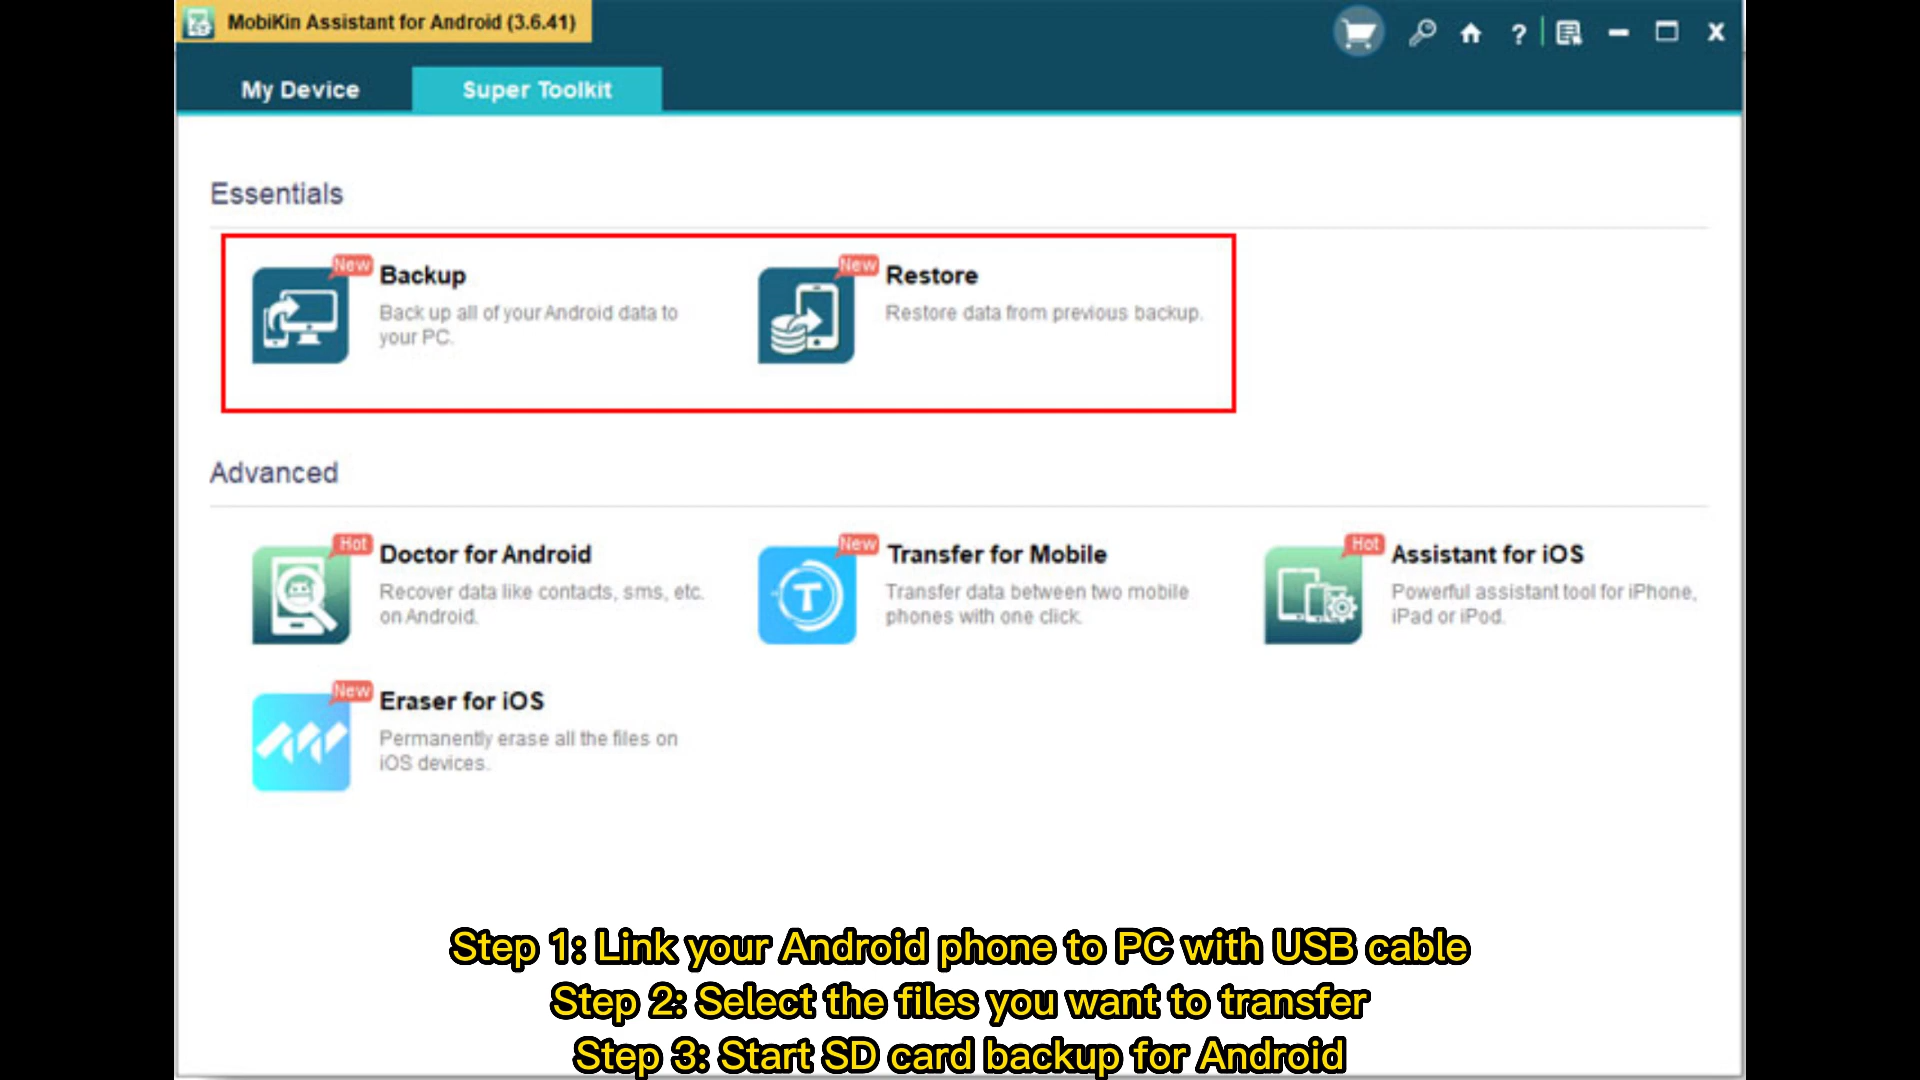 MobiKin Assistant for Android (3.6.41)
My Device
Super Toolkit
Essentials
New
Backup
Back up all of your Android data to
your PC.
New
Restore
Restore data from previous backup.
Advanced
Hot
Doctor for Android
Recover data like contacts, sms, etc.
on Android.
New
Transfer for Mobile
Transfer data between two mobile
phones with one click.
Hot
Assistant for iOS
Powerful assistant tool for iPhone,
iPad or iPod.
New
Eraser for iOS
Permanently erase all the files on
iOS devices.
Step 1: Link your Android phone to PC with USB cable
Step 2: Select the files you want to transfer
Step 3: Start SD card backup for Android